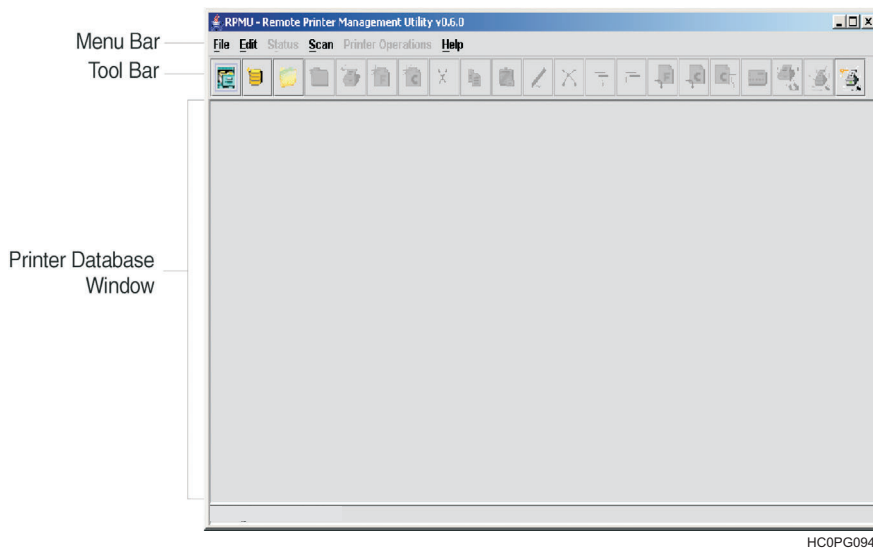 RPMU - Remote Printer Management Utility v0.6.0
Menu Bar
File Edit Status Scan Printer Operations Help
Tool Bar
F C F C C
Printer Database
Window
HC0PG094